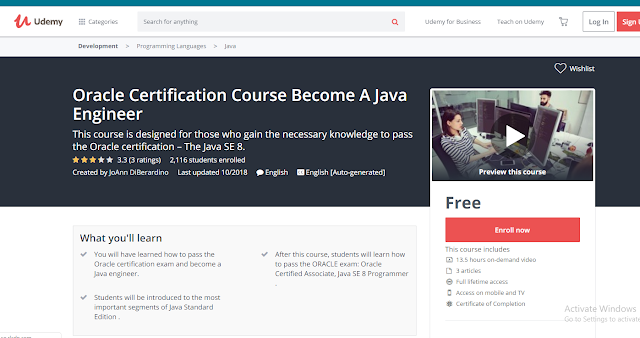 Udemy
Categories
Search for anything
Udemy for Business
Teach on Udemy
Log In
Sign
Development > Programming Languages > Java
Wishlist
Oracle Certification Course Become A Java
Engineer
This course is designed for those who gain the necessary knowledge to pass
the Oracle certification – The Java SE 8.
3.3 (3 ratings) 2,116 students enrolled
Created by JoAnn DiBerardino Last updated 10/2018 English English [Auto-generated]
Preview this course
Free
Enroll now
This course includes
13.5 hours on-demand video
3 articles
Full lifetime access
Access on mobile and TV
Certificate of Completion
What you'll learn
You will have learned how to pass the
Oracle certification exam and become a
Java engineer.
Students will be introduced to the most
important segments of Java Standard
Edition .
After this course, students will learn how
to pass the ORACLE exam: Oracle
Certified Associate, Java SE 8 Programmer
.
Activate Windows
Go to Settings to activate